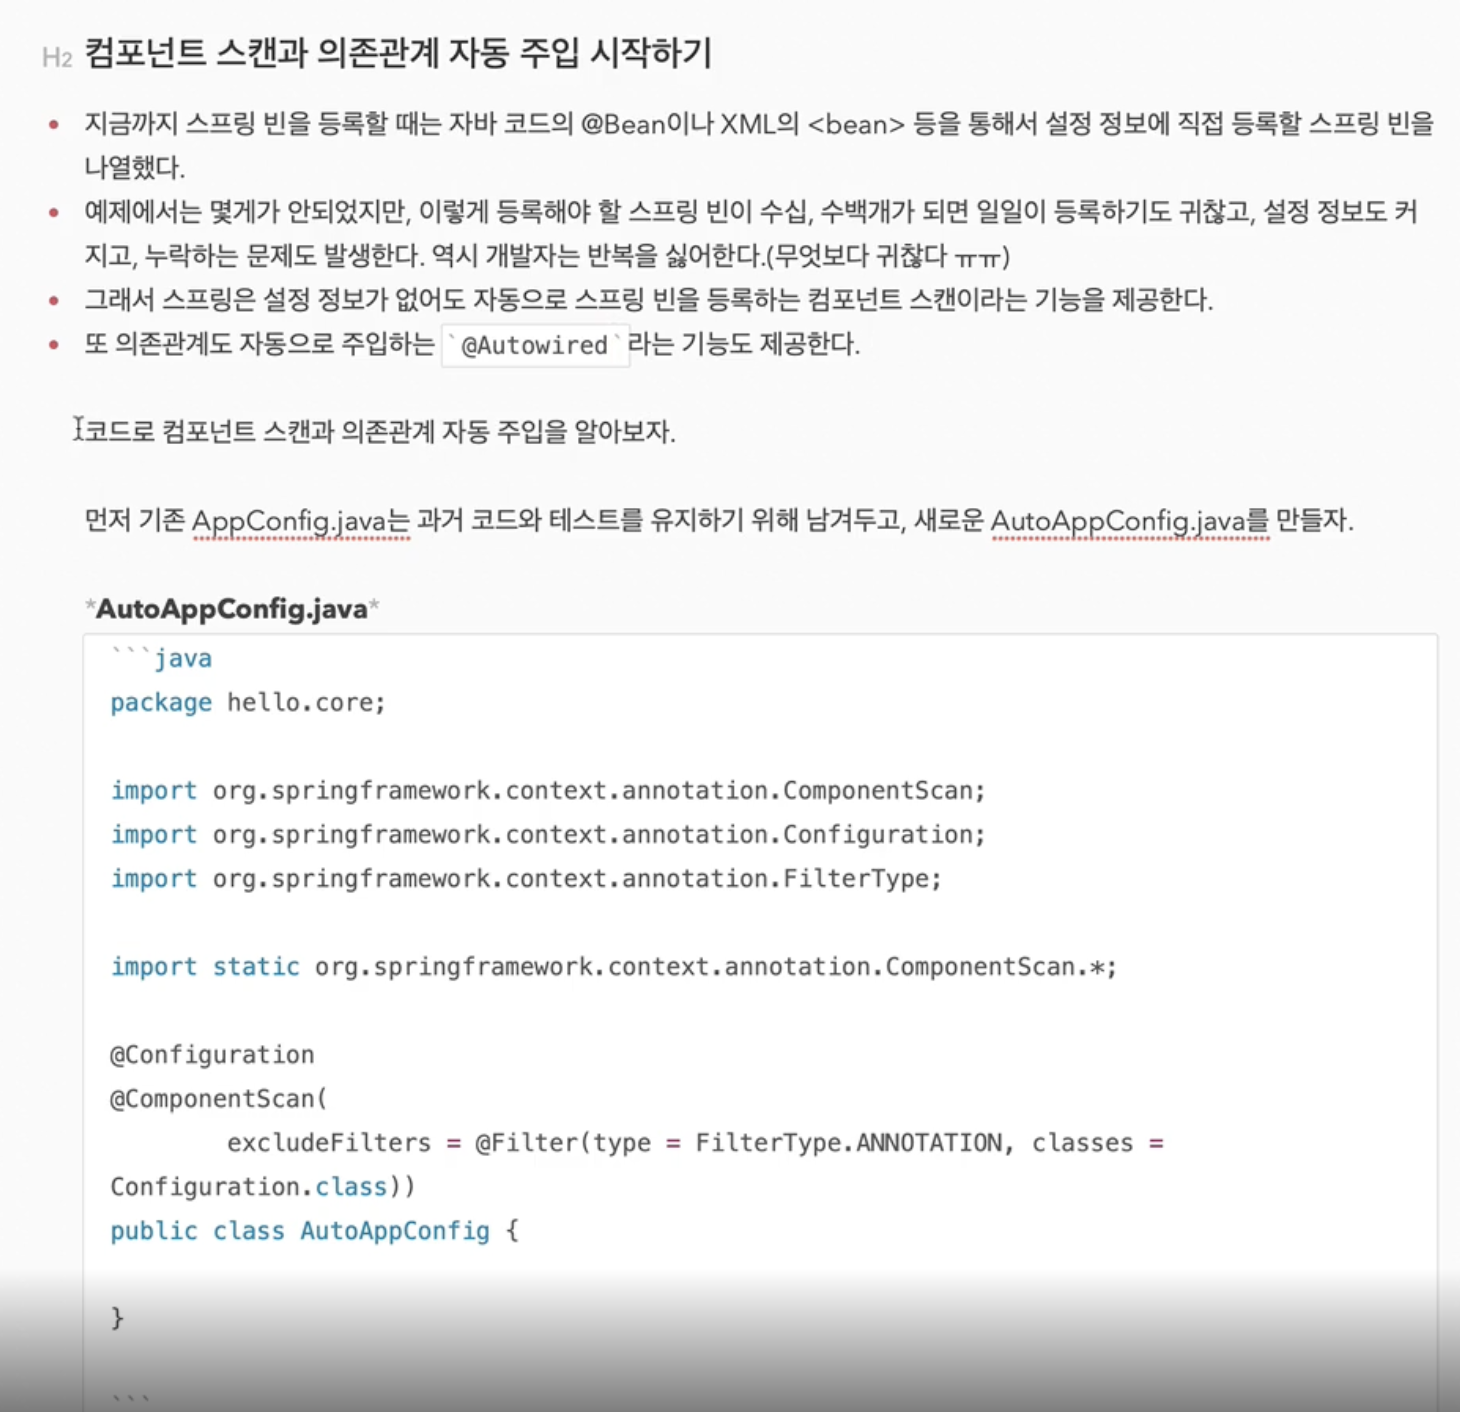 H2 컴포넌트 스캔과 의존관계 자동 주입 시작하기
• 지금까지 스프링 빈을 등록할 때는 자바 코드의 @Bean이나 XML의 <bean> 등을 통해서 설정 정보에 직접 등록할 스프링 빈을
나열했다.
• 예제에서는 몇개가 안되었지만, 이렇게 등록해야 할 스프링 빈이 수십, 수백개가 되면 일일이 등록하기도 귀찮고, 설정 정보도 커
지고, 누락하는 문제도 발생한다. 역시 개발자는 반복을 싫어한다.(무엇보다 귀찮다 ㅠㅠ)
• 그래서 스프링은 설정 정보가 없어도 자동으로 스프링 빈을 등록하는 컴포넌트 스캔이라는 기능을 제공한다.
• 또 의존관계도 자동으로 주입하는 `@Autowired`라는 기능도 제공한다.
코드로 컴포넌트 스캔과 의존관계 자동 주입을 알아보자.
먼저 기존 AppConfig.java는 과거 코드와 테스트를 유지하기 위해 남겨두고, 새로운 AutoAppConfig.java를 만들자.
*AutoAppConfig.java*
```java
package hello.core;
import org.springframework.context.annotation.ComponentScan;
import org.springframework.context.annotation.Configuration;
import org.springframework.context.annotation.FilterType;
import static org.springframework.context.annotation.ComponentScan.*;
@Configuration
@ComponentScan(
excludeFilters = @Filter(type = FilterType.ANNOTATION, classes =
Configuration.class))
public class AutoAppConfig {
}
```